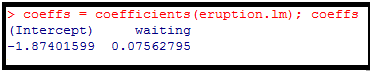 > coeffs = coefficients(eruption.lm); coeffs
(Intercept)     waiting
-1.87401599  0.07562795